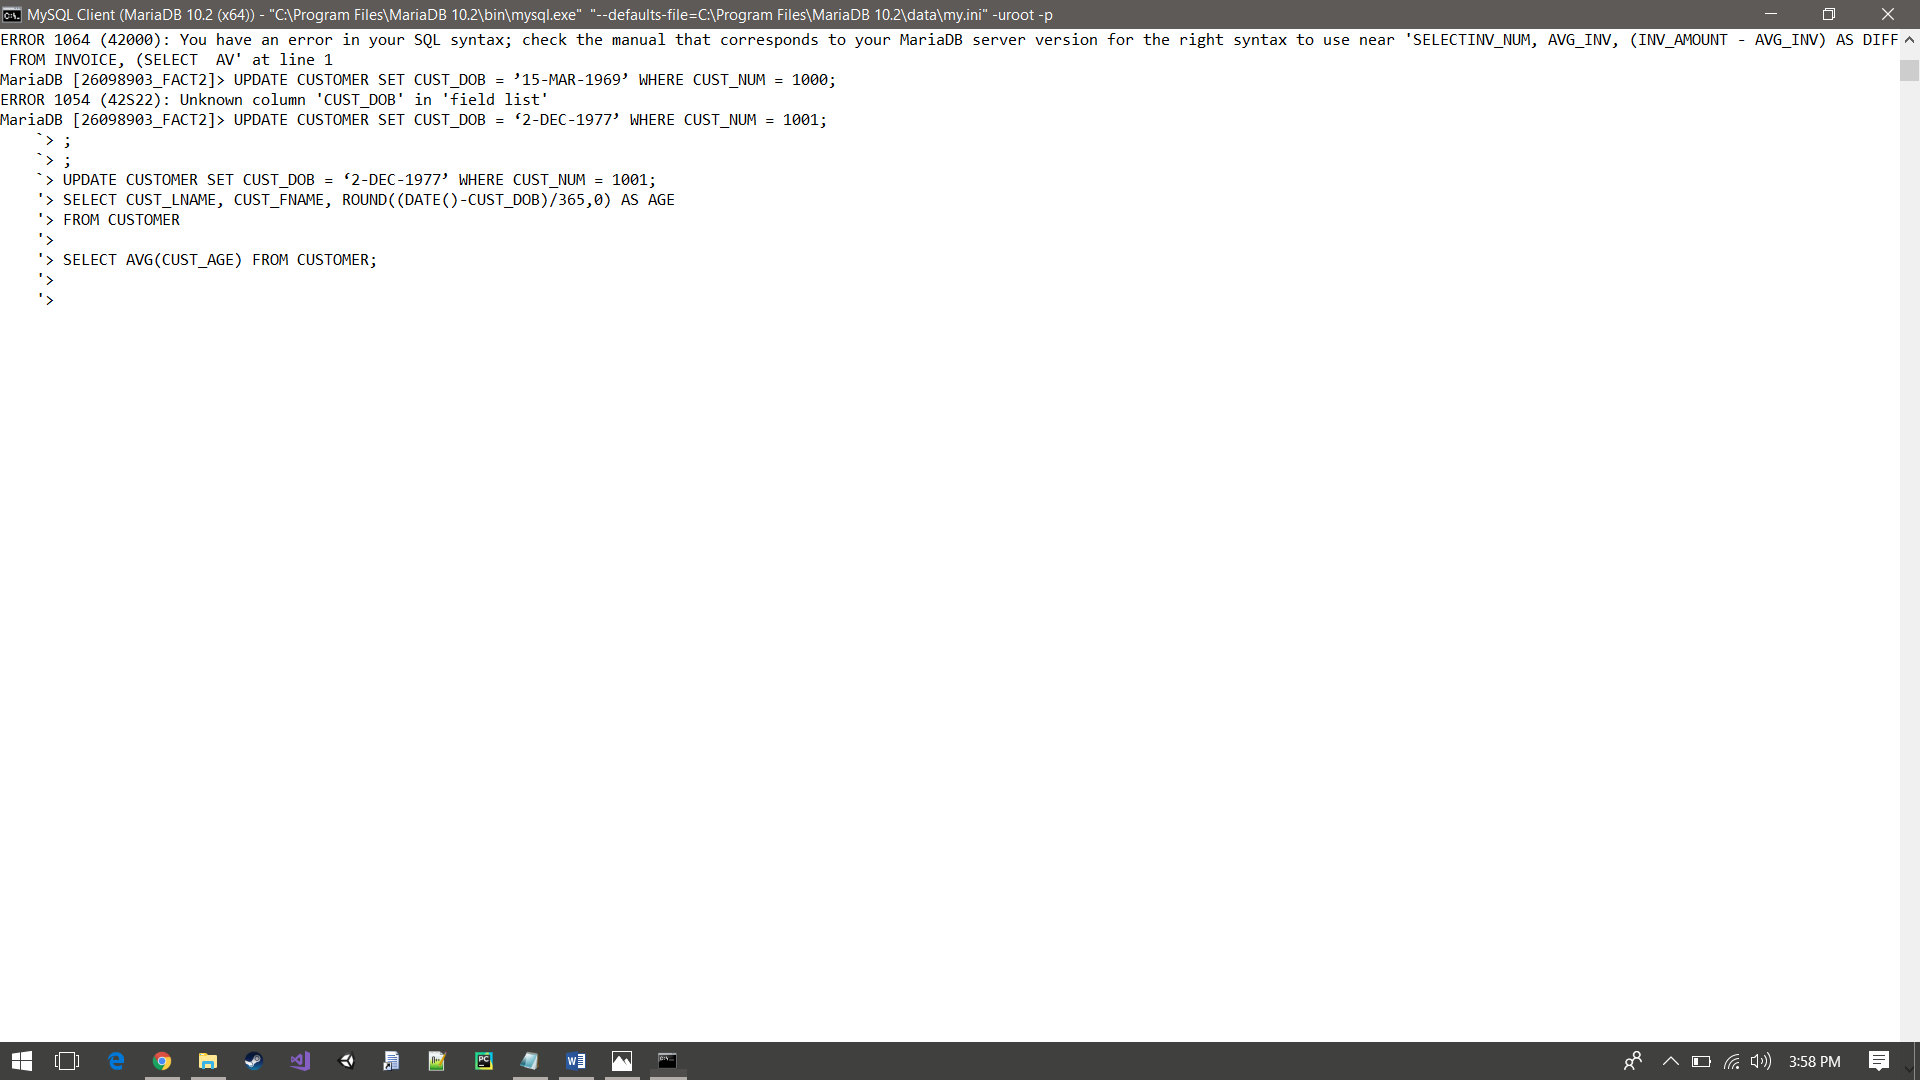 MySQL Client (MariaDB 10.2 (x64)) - "C:\Program Files\MariaDB 10.2\bin\mysql.exe" "--defaults-file=C:\Program Files\MariaDB 10.2\data\my.ini" -uroot -p
ERROR 1064 (42000): You have an error in your SQL syntax; check the manual that corresponds to your MariaDB server version for the right syntax to use near 'SELECTINV_NUM, AVG_INV, (INV_AMOUNT - AVG_INV) AS DIFF
FROM INVOICE, (SELECT  AV' at line 1
MariaDB [26098903_FACT2]> UPDATE CUSTOMER SET CUST_DOB = ’15-MAR-1969’ WHERE CUST_NUM = 1000;
ERROR 1054 (42S22): Unknown column 'CUST_DOB' in 'field list'
MariaDB [26098903_FACT2]> UPDATE CUSTOMER SET CUST_DOB = ‘2-DEC-1977’ WHERE CUST_NUM = 1001;
`> ;
`> ;
`> UPDATE CUSTOMER SET CUST_DOB = ‘2-DEC-1977’ WHERE CUST_NUM = 1001;
'> SELECT CUST_LNAME, CUST_FNAME, ROUND((DATE()-CUST_DOB)/365,0) AS AGE
'> FROM CUSTOMER
'>
'> SELECT AVG(CUST_AGE) FROM CUSTOMER;
'>
'>
3:58 PM